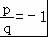 p/q = -1